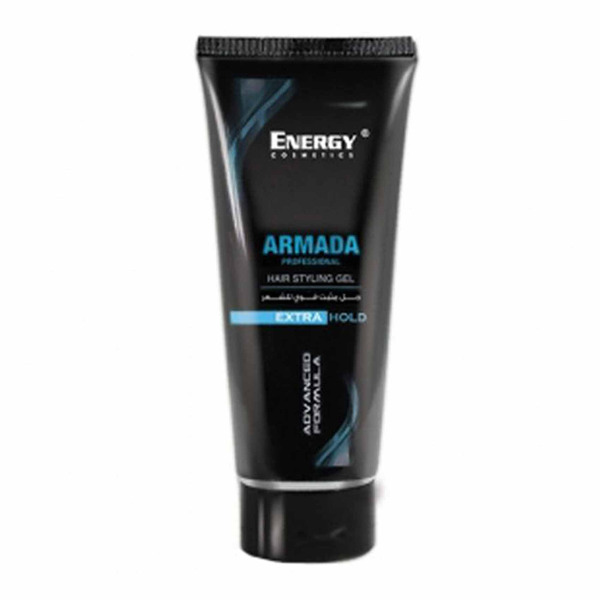 ENERGY ®
COSMETICS
ARMADA
PROFESSIONAL
HAIR STYLING GEL
جل مثبت قوي للشعر
EXTRA HOLD
ADVANCED
FORMULA